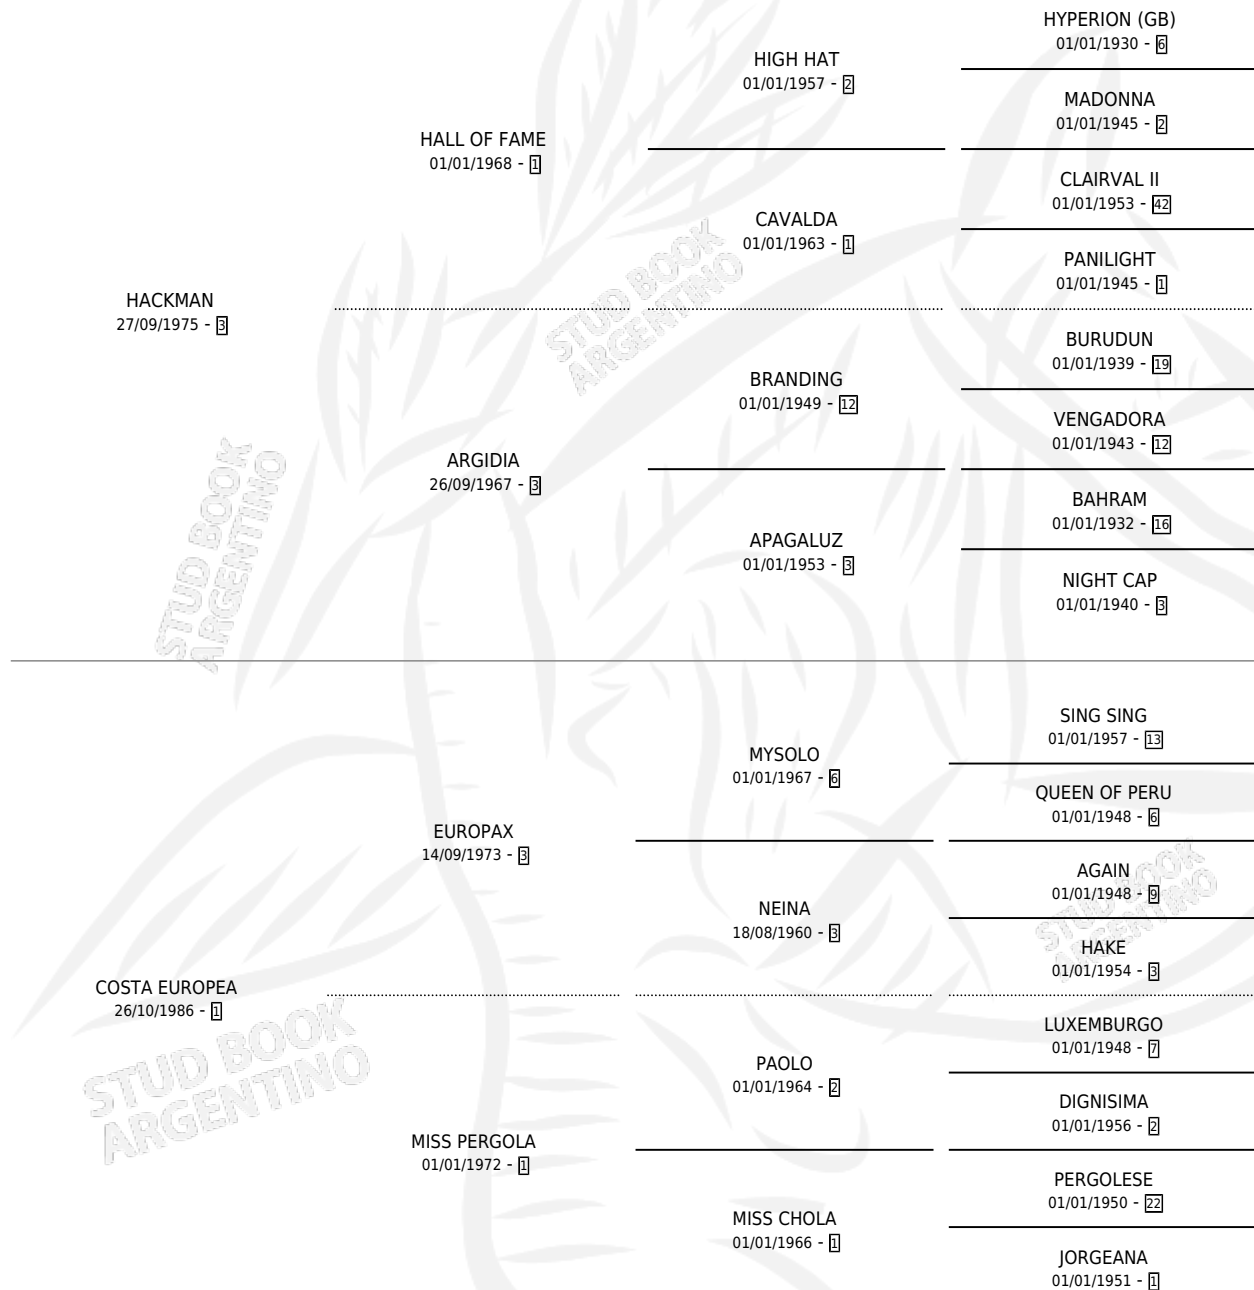 HYPERION (GB)
01/01/1930 - 6
HIGH HAT
01/01/1957 - 2
MADONNA
01/01/1945 - 2
HALL OF FAME
01/01/1968 - 1
CLAIRVAL II
01/01/1953 - 42
CAVALDA
01/01/1963 - 1
PANILIGHT
01/01/1945 - 1
HACKMAN
27/09/1975 - 3
STUD BOOK
ARGENTINO
BURUDUN
01/01/1939 - 19
BRANDING
01/01/1949 - 12
VENGADORA
01/01/1943 - 12
ARGIDIA
26/09/1967 - 3
BAHRAM
01/01/1932 - 16
APAGALUZ
01/01/1953 - 3
NIGHT CAP
01/01/1940 - 3
STUD BOOK
ARGENTINO
SING SING
01/01/1957 - 13
MYSOLO
01/01/1967 - 6
QUEEN OF PERU
01/01/1948 - 6
EUROPAX
14/09/1973 - 3
AGAIN
01/01/1948 - 9
NEINA
18/08/1960 - 3
STUD BOOK
ARGENTINO
HAKE
01/01/1954 - 3
COSTA EUROPEA
26/10/1986 - 1
STUD BOOK
ARGENTINO
LUXEMBURGO
01/01/1948 - 7
PAOLO
01/01/1964 - 2
DIGNISIMA
01/01/1956 - 2
MISS PERGOLA
01/01/1972 - 1
PERGOLESE
01/01/1950 - 22
MISS CHOLA
01/01/1966 - 1
JORGEANA
01/01/1951 - 1